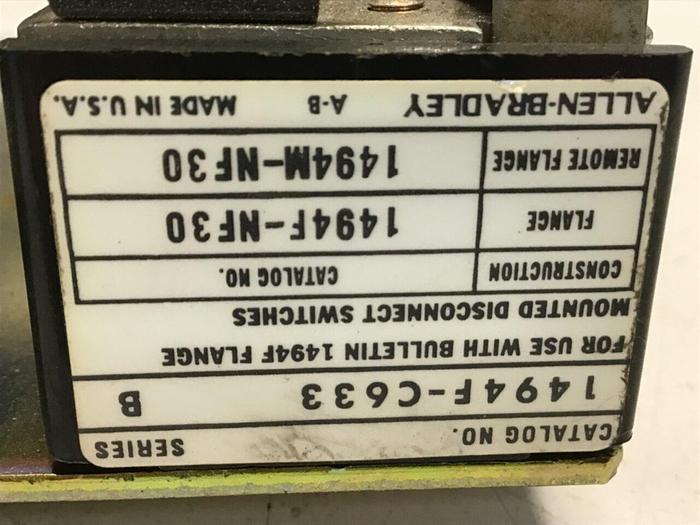 CATALOG NO. SERIES
1494F-C633 B
FOR USE WITH BULLETIN 1494F FLANGE
MOUNTED DISCONNECT SWITCHES
CONSTRUCTION CATALOG NO.
FLANGE 1494F-NF30
REMOTE FLANGE 1494M-NF30
ALLEN-BRADLEY A-B MADE IN U.S.A.